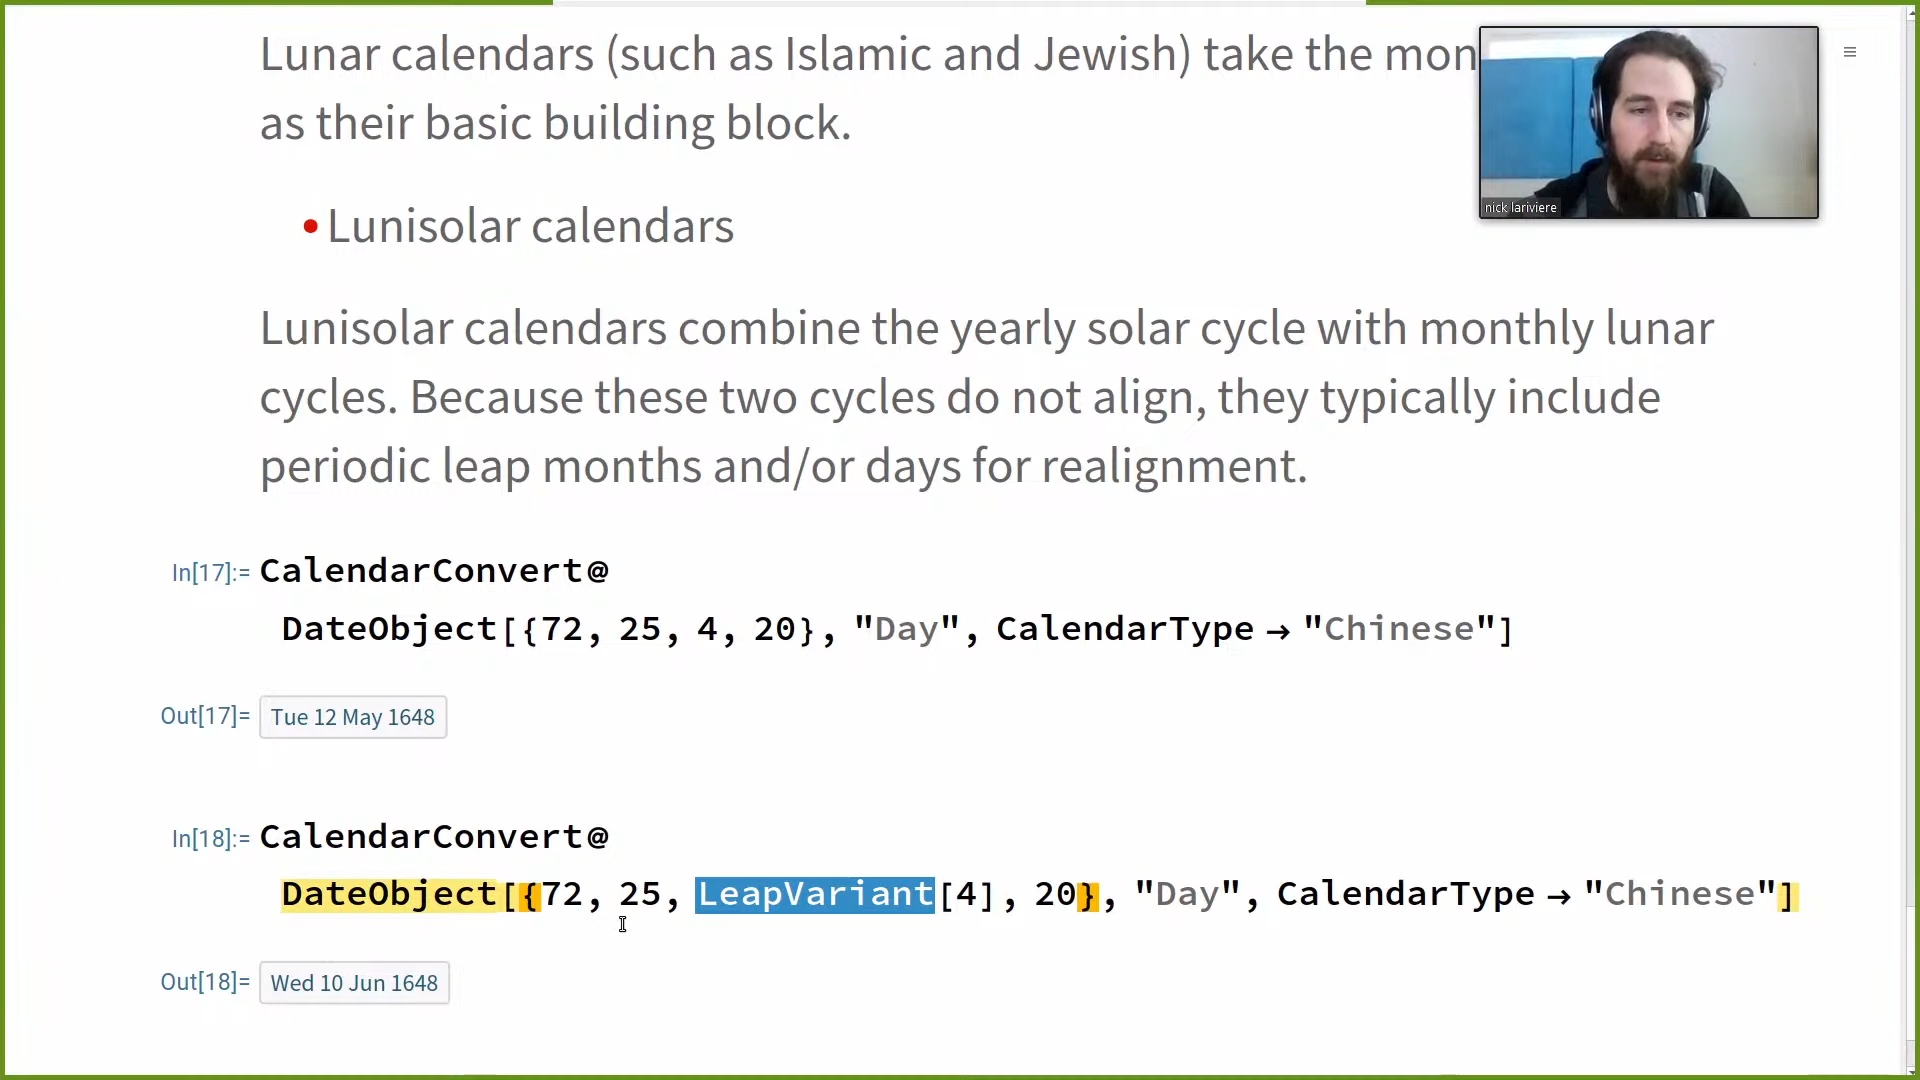 Lunar calendars (such as Islamic and Jewish) take the mon
as their basic building block.
• Lunisolar calendars
Lunisolar calendars combine the yearly solar cycle with monthly lunar
cycles. Because these two cycles do not align, they typically include
periodic leap months and/or days for realignment.
nick lariviere
In[17]:= CalendarConvert@
DateObject[{72, 25, 4, 20}, "Day", CalendarType → "Chinese"]
Out[17]= Tue 12 May 1648
In[18]:= CalendarConvert@
DateObject[{72, 25, LeapVariant[4], 20}, "Day", CalendarType → "Chinese"]
Out[18]= Wed 10 Jun 1648